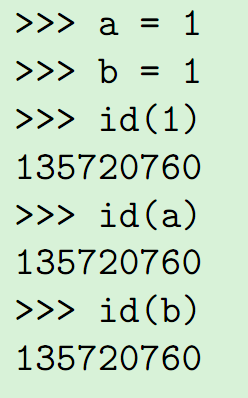 >>> a = 1
>>> b = 1
>>> id(1)
135720760
>>> id(a)
135720760
>>> id(b)
135720760